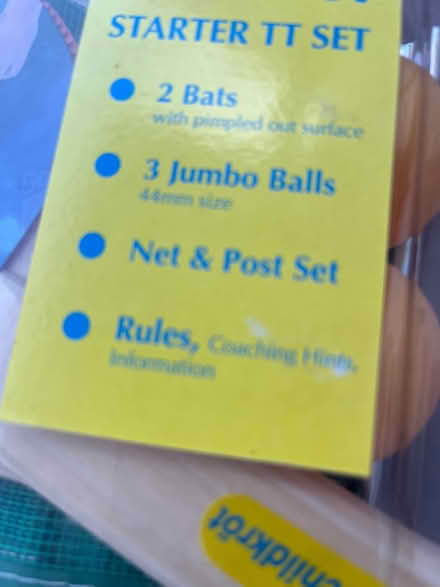 STARTER TT SET
2 Bats
with pimpled out surface
3 Jumbo Balls
44mm size
Net & Post Set
Rules, Coaching Hints,
Information
childkröt